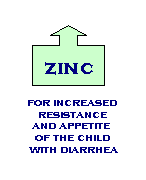 ZINC
FOR INCREASED
RESISTANCE
AND APPETITE
OF THE CHILD
WITH DIARRHEA